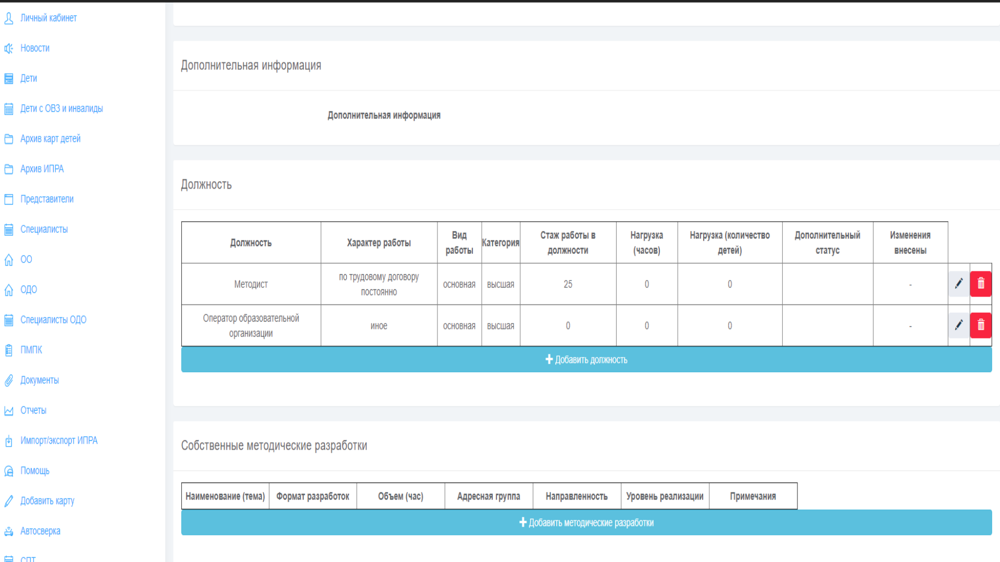 Личный кабинет
Новости
Дети
Дети с ОВЗ и инвалиды
Архив карт детей
Архив ИПРА
Представители
Специалисты
ОО
ОДО
Специалисты ОДО
ПМПК
Документы
Отчеты
Импорт/экспорт ИПРА
Помощь
Добавить карту
Автосверка
СПТ
Дополнительная информация
Дополнительная информация
Должность
Должность Характер работы Вид работы Категория Стаж работы в должности Нагрузка (часов) Нагрузка (количество детей) Дополнительный статус Изменения внесены
Методист по трудовому договору постоянно основная высшая 25 0 0 -
Оператор образовательной организации иное основная высшая 0 0 0 -
Добавить должность
Собственные методические разработки
Наименование (тема) Формат разработок Объем (час) Адресная группа Направленность Уровень реализации Примечания
Добавить методические разработки